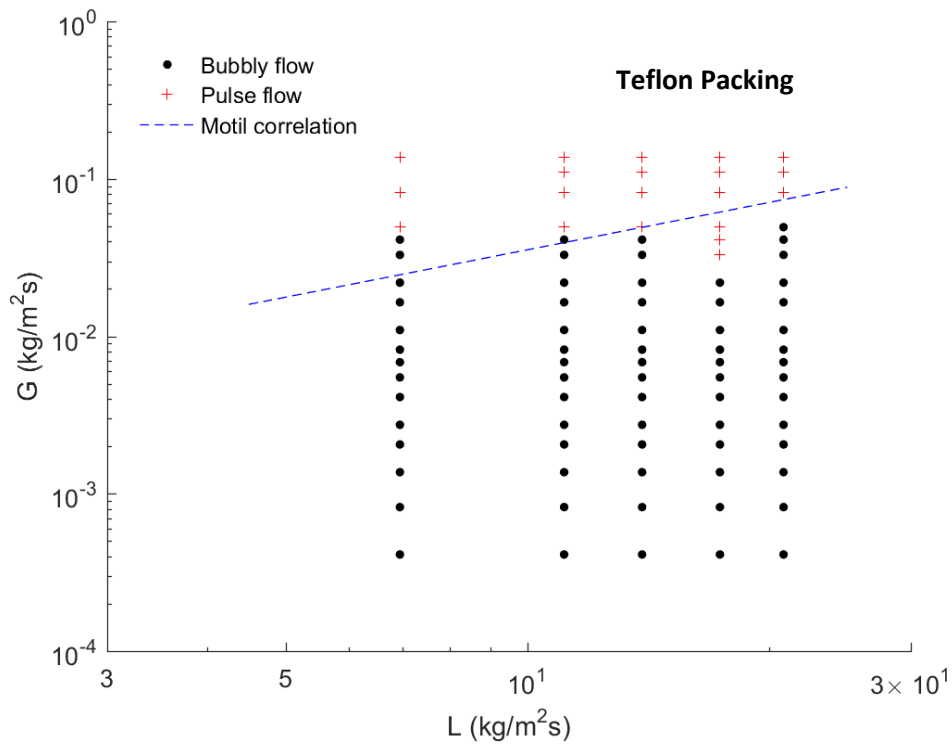 10^0
Bubbly flow
Pulse flow
Motil correlation
Teflon Packing
10^-1
10^-2
10^-3
10^-4
G (kg/m^2s)
3
5
10^1
3× 10^1
L (kg/m^2s)